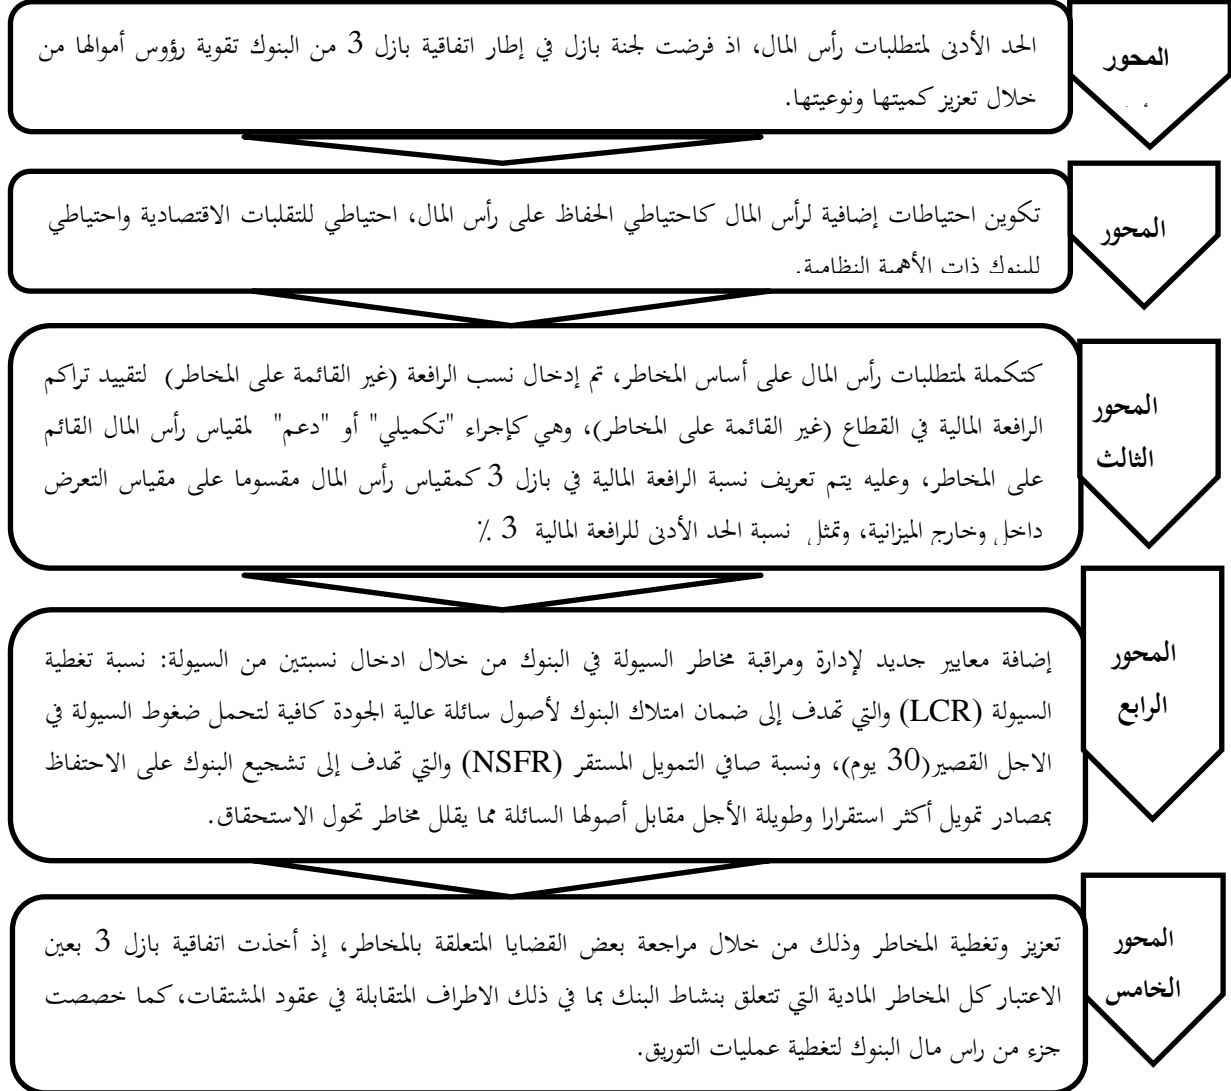 المحور
الحد الأدنى لمتطلبات رأس المال، اذ فرضت لجنة بازل في إطار اتفاقية بازل 3 من البنوك تقوية رؤوس أموالها من
خلال تعزيز كميتها ونوعيتها.
المحور
تكوين احتياطات إضافية لرأس المال كاحتياطي الحفاظ على رأس المال، احتياطي للتقلبات الاقتصادية واحتياطي
للبنوك ذات الأهمية النظامية.
المحور
الثالث
كتكملة لمتطلبات رأس المال على أساس المخاطر، تم إدخال نسب الرافعة (غير القائمة على المخاطر) لتقييد تراكم
الرافعة المالية في القطاع (غير القائمة على المخاطر)، وهي كإجراء "تكميلي" أو "دعم" لمقياس رأس المال القائم
على المخاطر، وعليه يتم تعريف نسبة الرافعة المالية في بازل 3 كمقياس رأس المال مقسوما على مقياس التعرض
داخل وخارج الميزانية، وتمثل نسبة الحد الأدنى للرافعة المالية 3 ٪
المحور
الرابع
إضافة معايير جديد لإدارة ومراقبة مخاطر السيولة في البنوك من خلال ادخال نسبتين من السيولة: نسبة تغطية
السيولة (LCR) والتي تهدف إلى ضمان امتلاك البنوك لأصول سائلة عالية الجودة كافية لتحمل ضغوط السيولة في
الاجل القصير(30 يوم)، ونسبة صافي التمويل المستقر (NSFR) والتي تهدف إلى تشجيع البنوك على الاحتفاظ
بمصادر تمويل أكثر استقرارا وطويلة الأجل مقابل أصولها السائلة مما يقلل مخاطر تحول الاستحقاق.
المحور
الخامس
تعزيز وتغطية المخاطر وذلك من خلال مراجعة بعض القضايا المتعلقة بالمخاطر، إذ أخذت اتفاقية بازل 3 بعين
الاعتبار كل المخاطر المادية التي تتعلق بنشاط البنك بما في ذلك الاطراف المتقابلة في عقود المشتقات، كما خصصت
جزء من راس مال البنوك لتغطية عمليات التوريق.